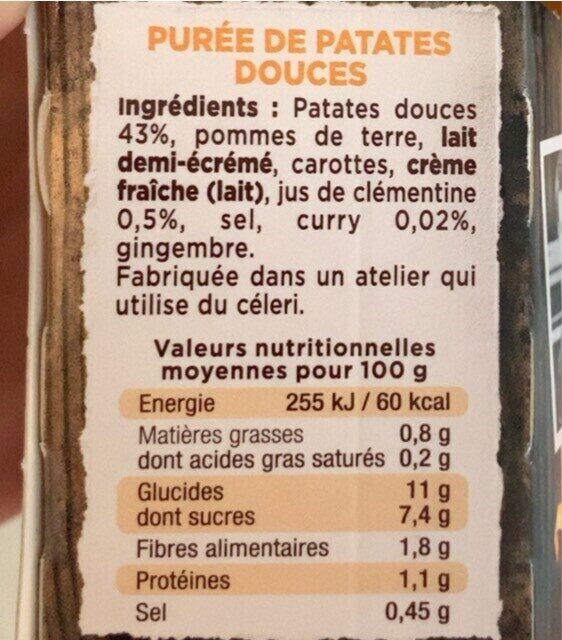 PURÉE DE PATATES
DOUCES
Ingrédients : Patates douces
43%, pommes de terre, lait
demi-écrémé, carottes, crème
fraîche (lait), jus de clémentine
0,5%, sel, curry 0,02%,
gingembre.
Fabriquée dans un atelier qui
utilise du céleri.
Valeurs nutritionnelles
moyennes pour 100 g
Energie 255 kJ / 60 kcal
Matières grasses 0,8 g
dont acides gras saturés 0,2 g
Glucides 11 g
dont sucres 7,4 g
Fibres alimentaires 1,8 g
Protéines 1,1 g
Sel 0,45 g